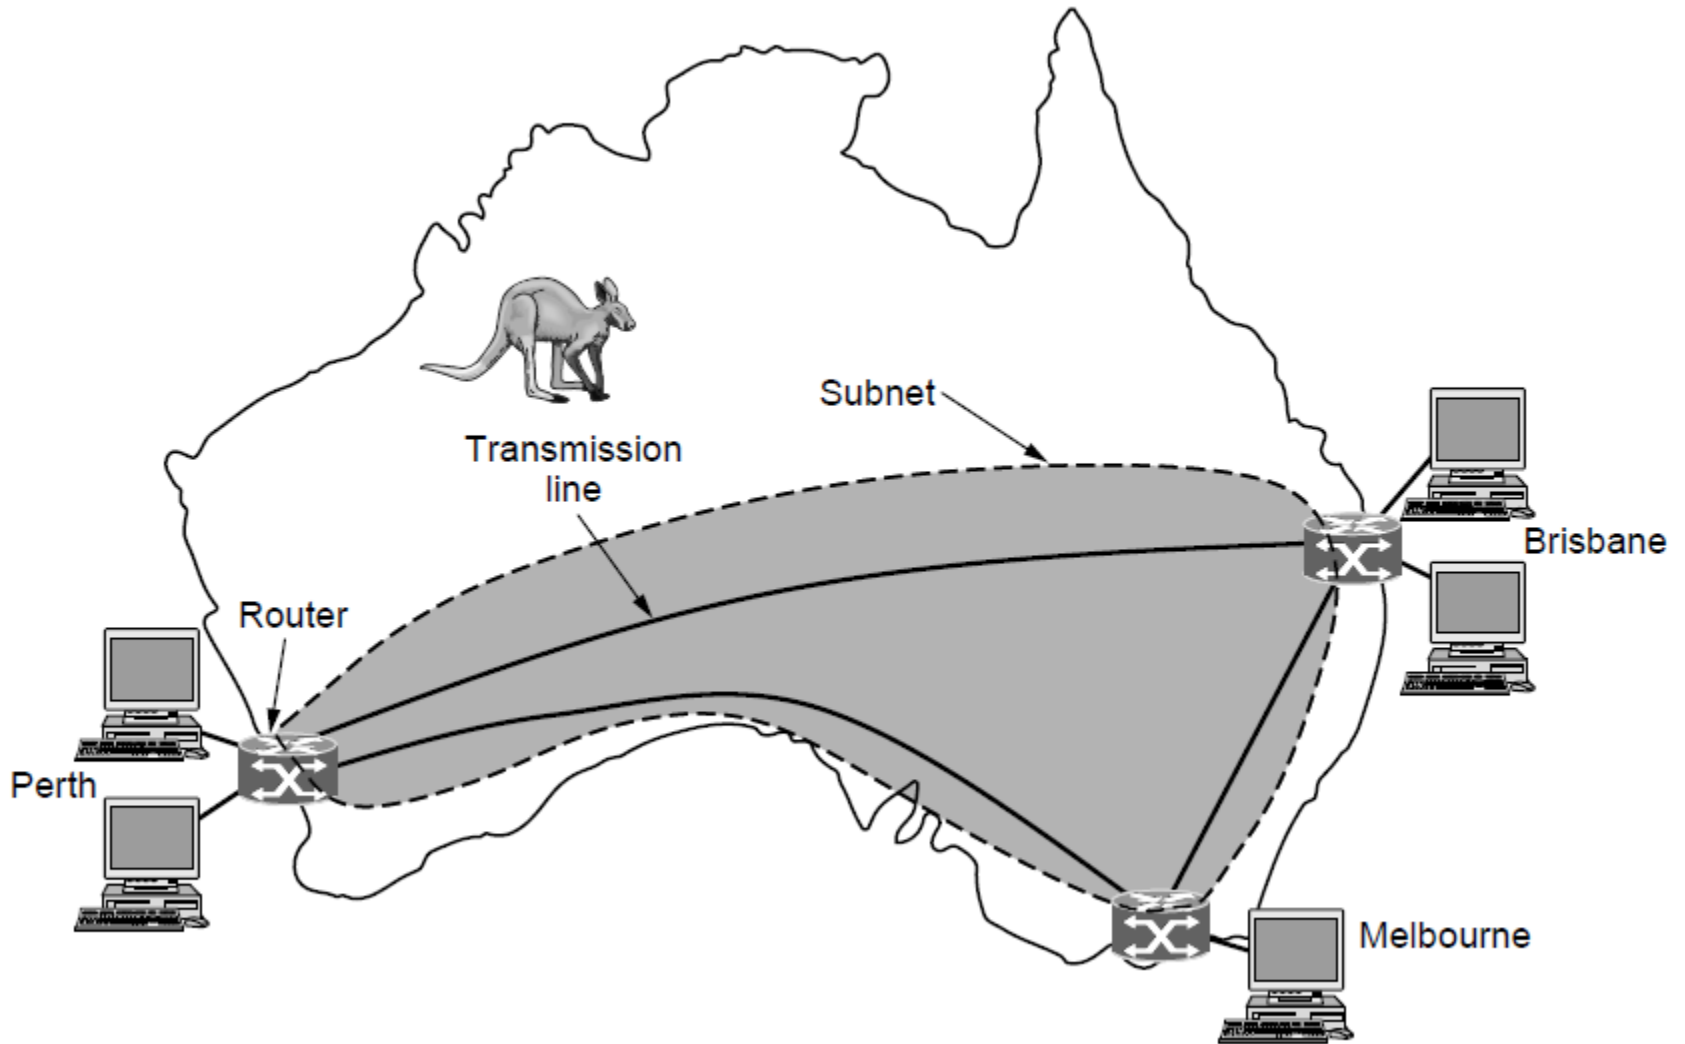 Subnet
Transmission
line
Brisbane
Router
Perth
Melbourne